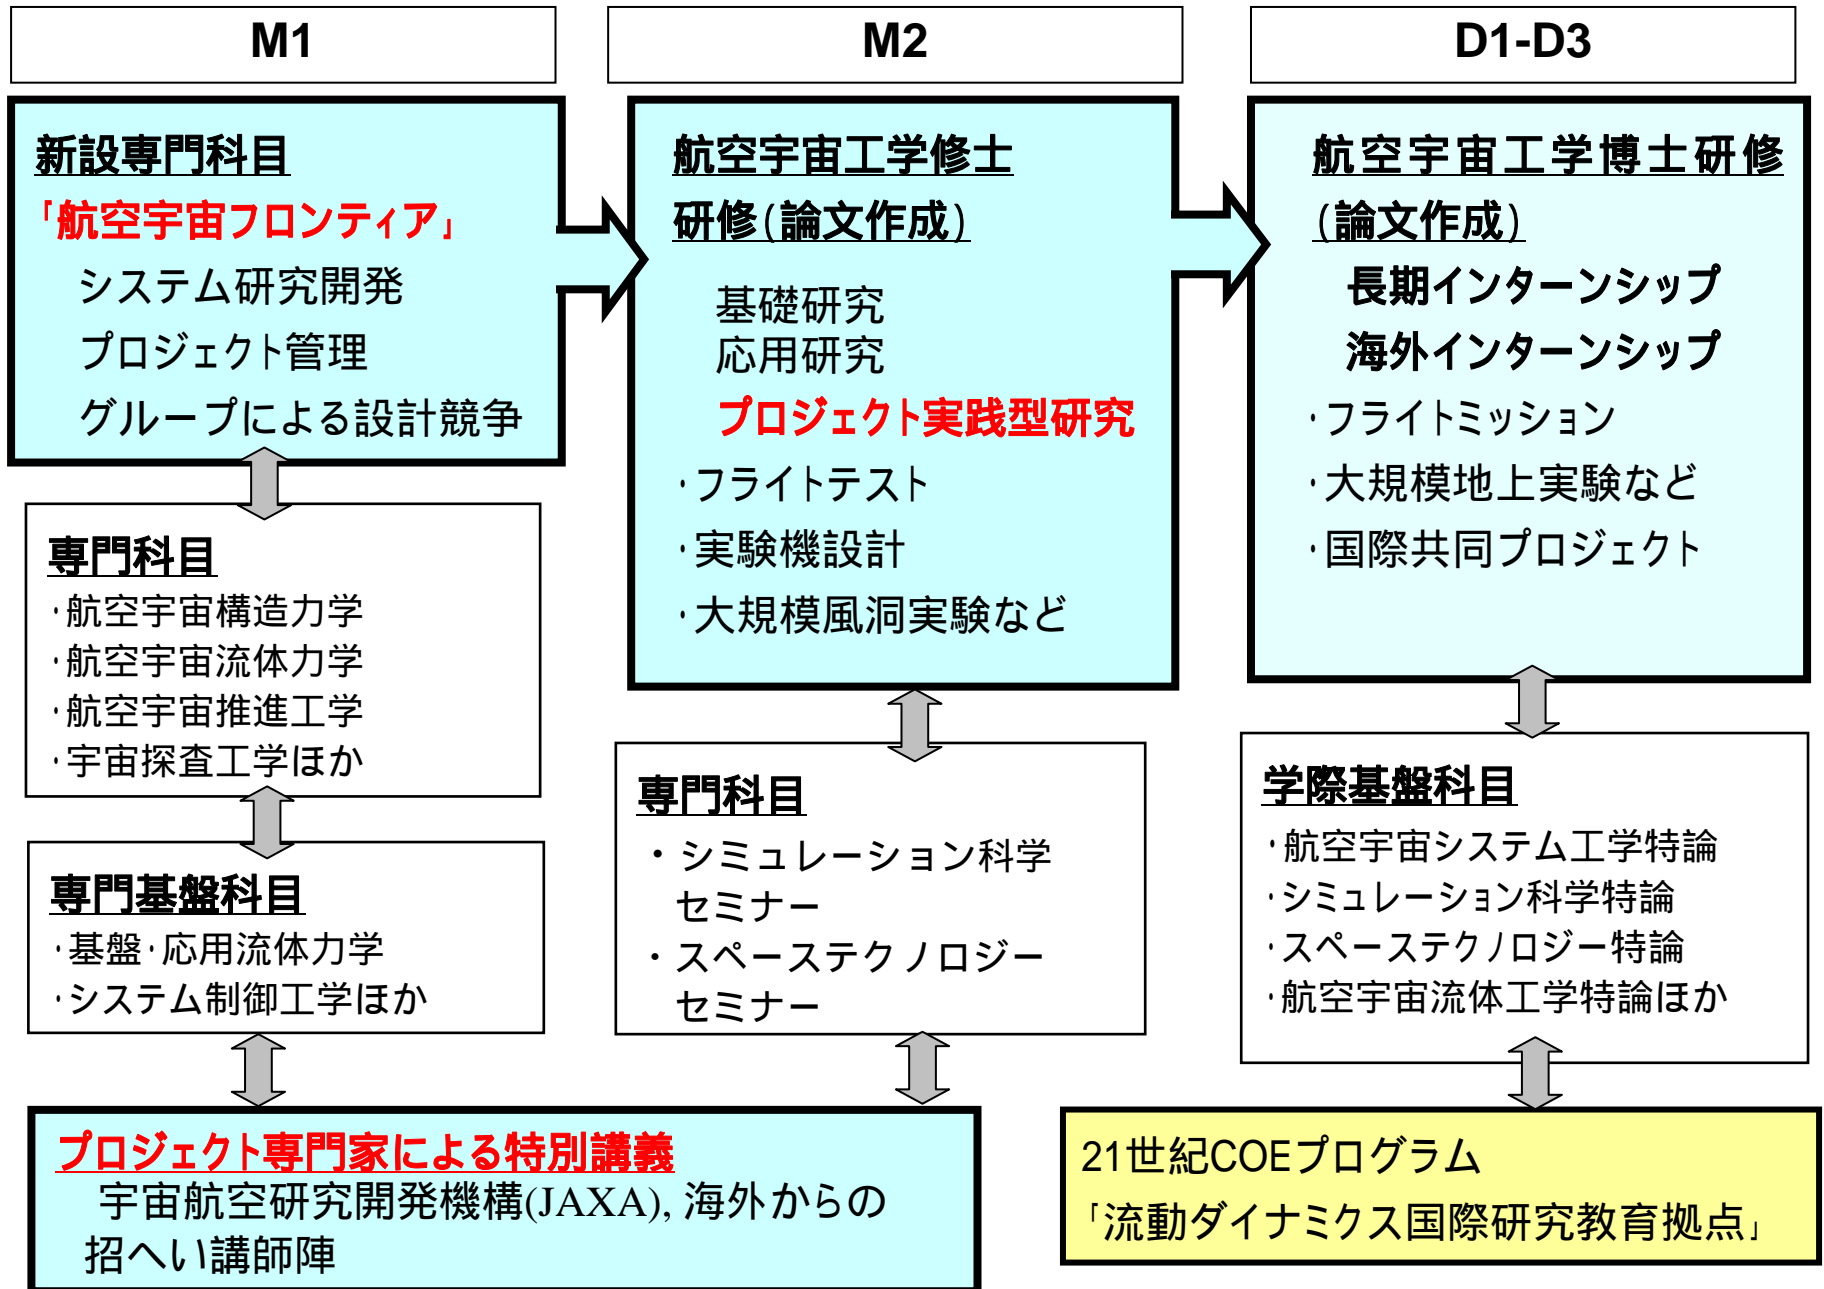 M1
M2
D1-D3
新設専門科目
「航空宇宙フロンティア」
システム研究開発
プロジェクト管理
グループによる設計競争
専門科目
・航空宇宙構造力学
・航空宇宙流体力学
・航空宇宙推進工学
・宇宙探査工学ほか
専門基盤科目
・基盤・応用流体力学
・システム制御工学ほか
航空宇宙工学修士
研修(論文作成)
基礎研究
応用研究
プロジェクト実践型研究
・フライトテスト
・実験機設計
・大規模風洞実験など
専門科目
・シミュレーション科学
セミナー
・スペーステクノロジー
セミナー
プロジェクト専門家による特別講義
宇宙航空研究開発機構(JAXA), 海外からの
招へい講師陣
航空宇宙工学博士研修
(論文作成)
長期インターンシップ
海外インターンシップ
・フライトミッション
・大規模地上実験など
・国際共同プロジェクト
学際基盤科目
・航空宇宙システム工学特論
・シミュレーション科学特論
・スペーステクノロジー特論
・航空宇宙流体工学特論ほか
21世紀COEプログラム
「流動ダイナミクス国際研究教育拠点」